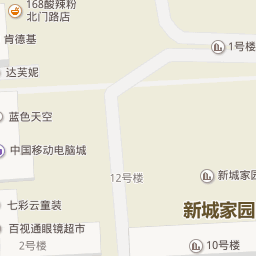 168酸辣粉
北门路店
肯德基
1号楼
达芙妮
蓝色天空
中国移动电脑城
12号楼
新城家园
七彩云童装
新城家园
百视通眼镜超市
2号楼
10号楼